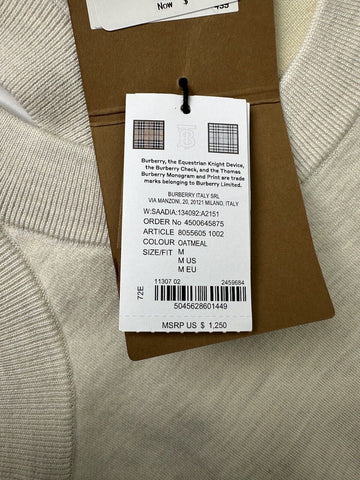 Now $
TB
Burberry, the Equestrian Knight Device,
the Burberry Check, and the Thomas
Burberry Monogram and Print are trade
marks belonging to Burberry Limited.
BURBERRY ITALY SRL
VIA MANZONI, 20, 20121 MILANO, ITALY
W:SAADIA:134092:A2151
ORDER No 4500645875
ARTICLE 8055605 1002
COLOUR OATMEAL
SIZE/FIT M
M US
M EU
72E
11307 02 2459684
5045628601449
MSRP US $ 1,250